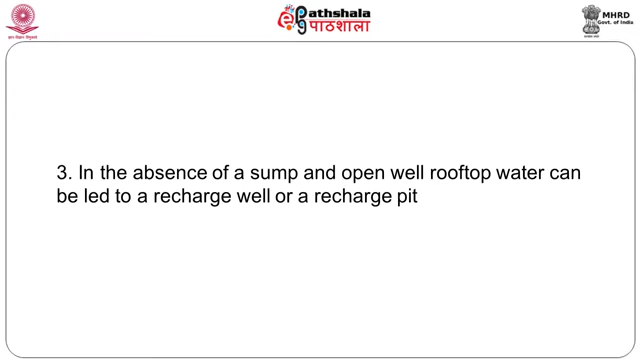 Pathshala
पाठशाला
MHRD
Govt. of India
3. In the absence of a sump and open well rooftop water can
be led to a recharge well or a recharge pit